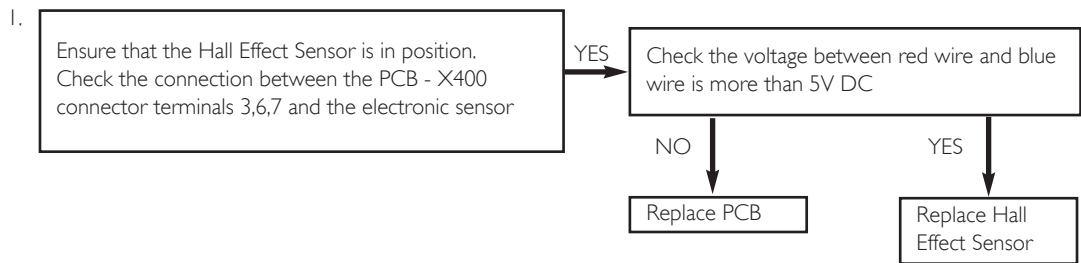 1.
Ensure that the Hall Effect Sensor is in position.
Check the connection between the PCB - X400
connector terminals 3,6,7 and the electronic sensor
YES
Check the voltage between red wire and blue
wire is more than 5V DC
NO
YES
Replace PCB
Replace Hall
Effect Sensor